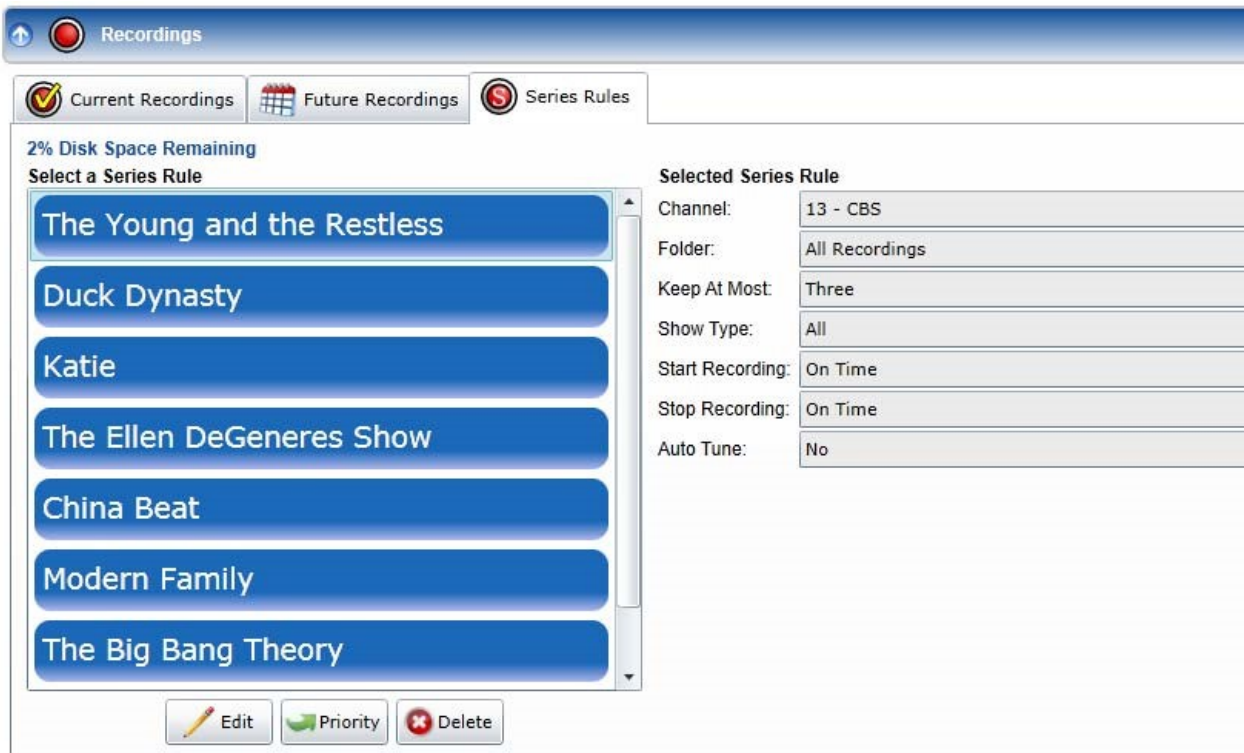 Recordings
Current Recordings
Future Recordings
S
Series Rules
2% Disk Space Remaining
Select a Series Rule
The Young and the Restless
Duck Dynasty
Katie
The Ellen DeGeneres Show
China Beat
Modern Family
The Big Bang Theory
Edit
Priority
Delete
Selected Series Rule
Channel: 13 - CBS
Folder: All Recordings
Keep At Most: Three
Show Type: All
Start Recording: On Time
Stop Recording: On Time
Auto Tune: No